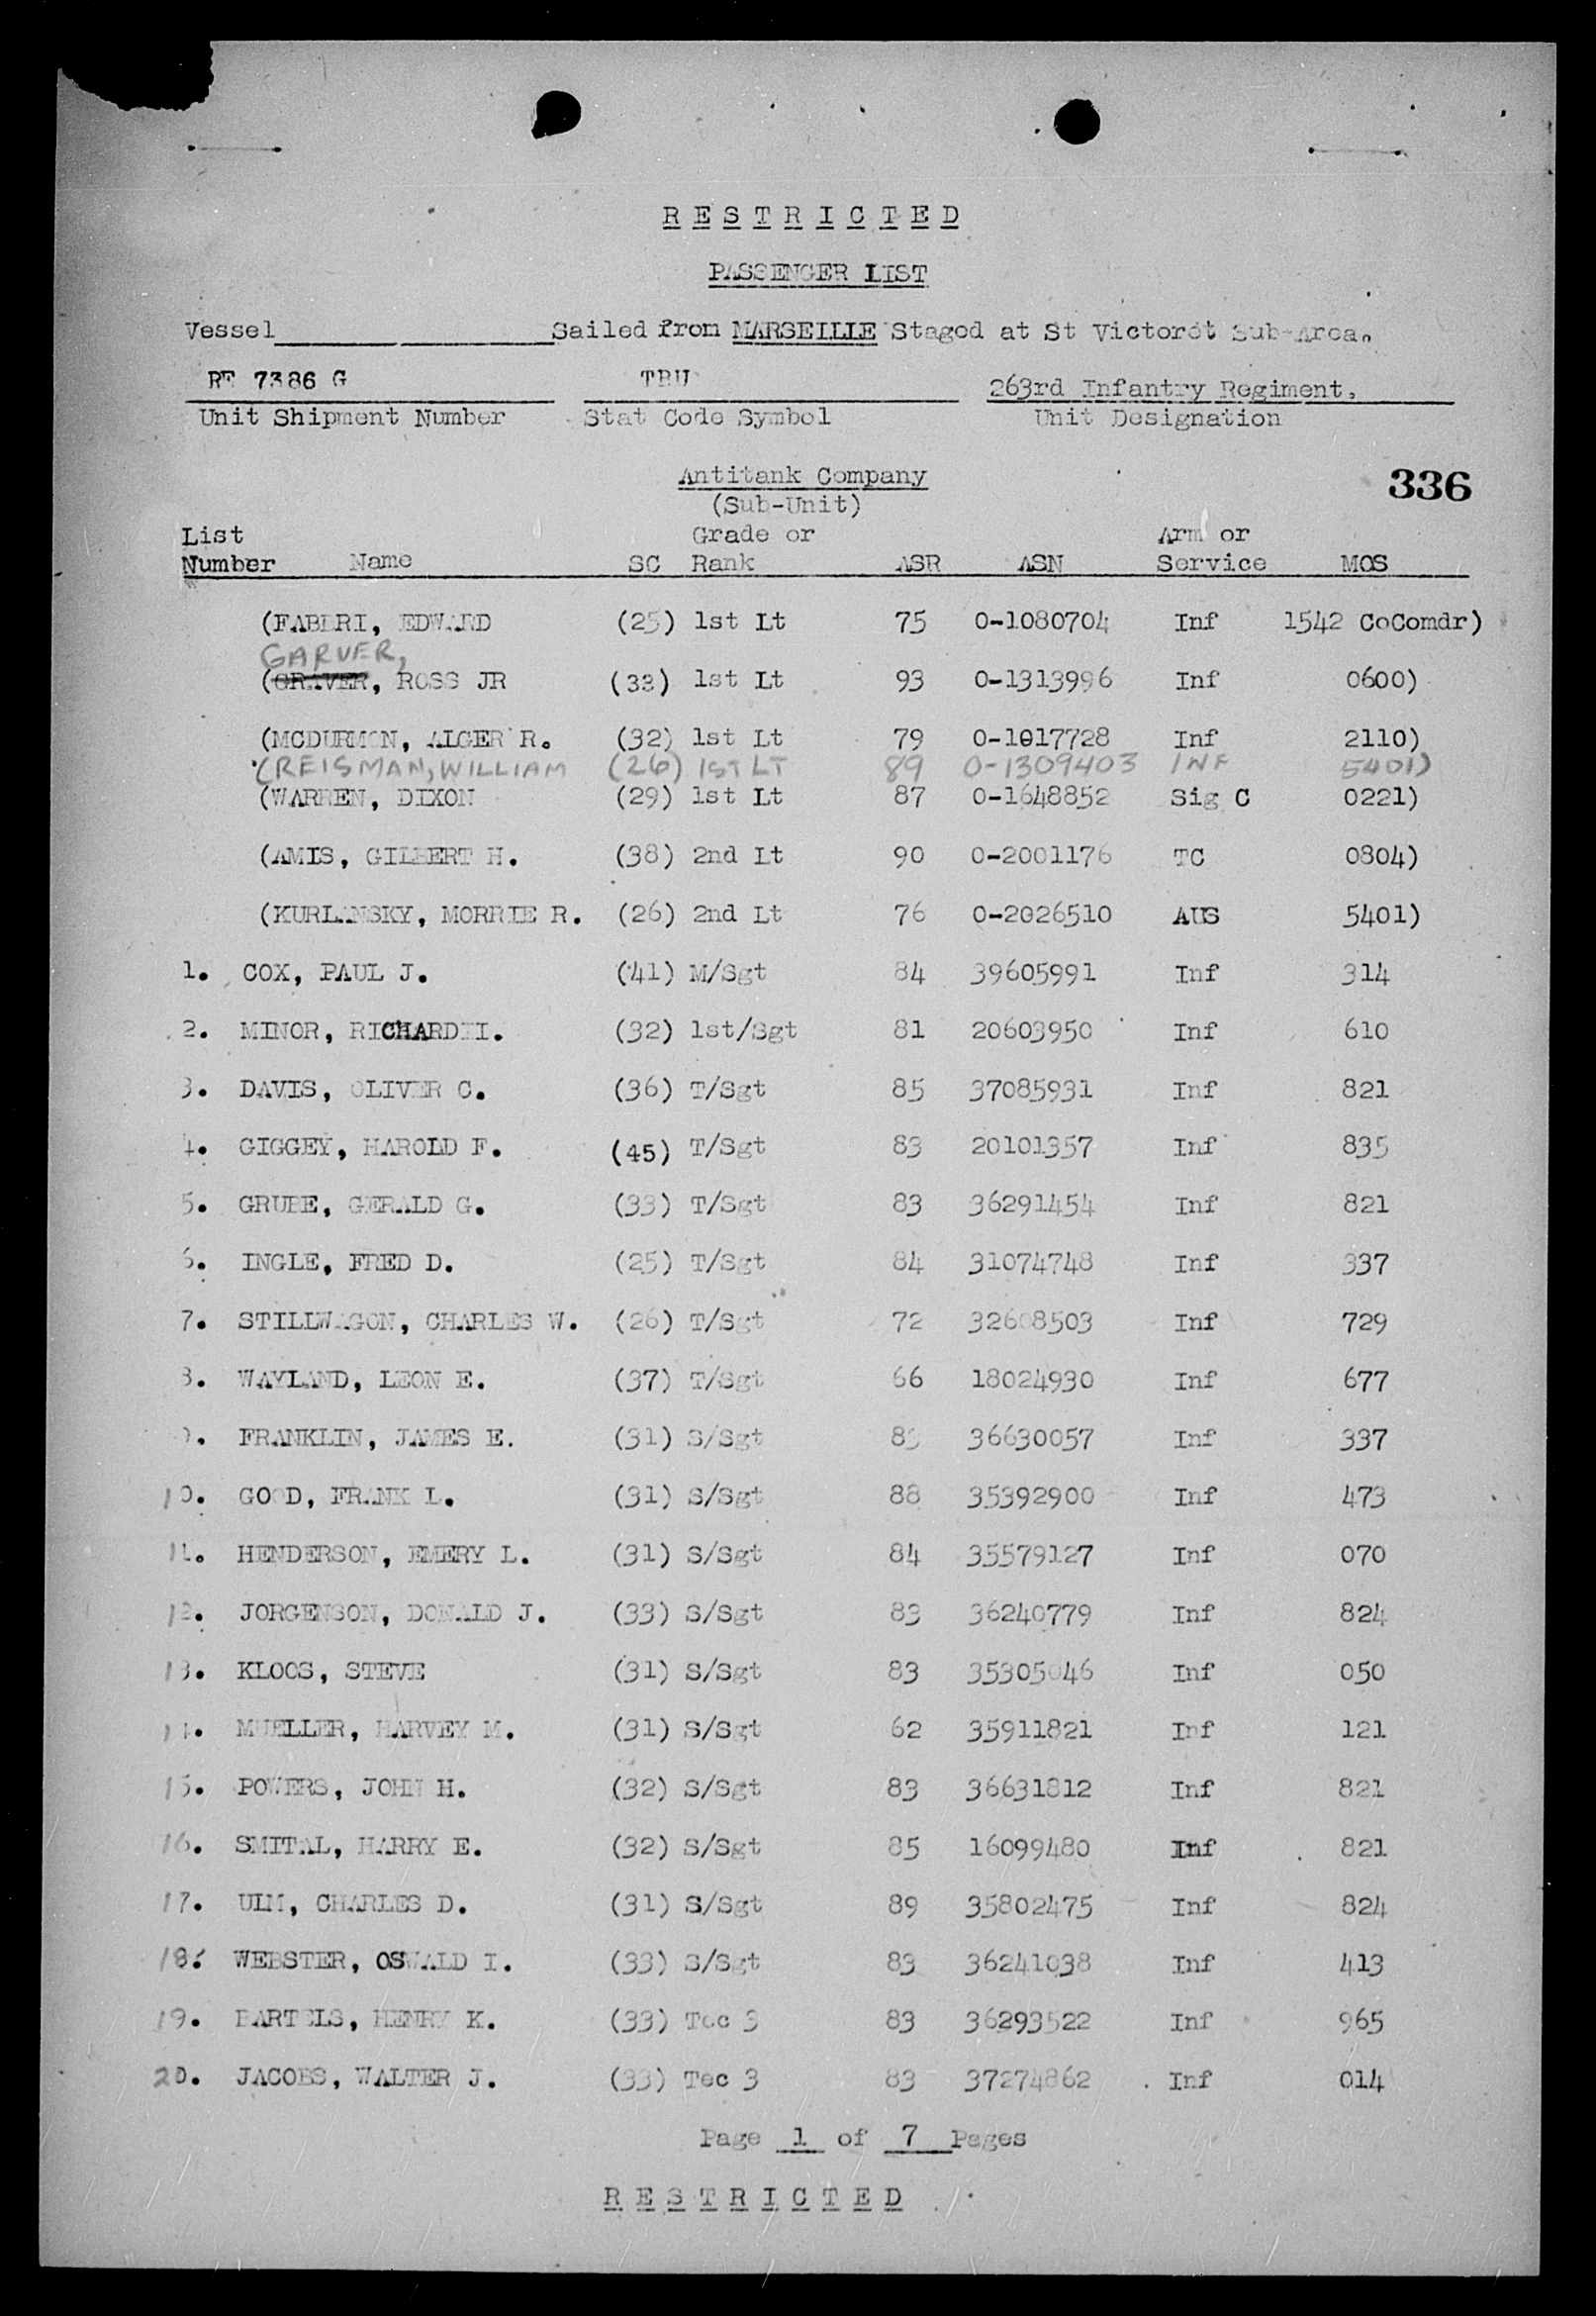 RESTRICTED
PASSENGER LIST
Vessel Sailed from MARSEILLE Staged at St Victoret Sub-Area.
RE 7386 G TBU 263rd Infantry Regiment,
Unit Shipment Number Stat Code Symbol Unit Designation
Antitank Company
336
(Sub-Unit)
List Grade or Arm or
Number Name SC Rank ASR ASN Service MOS
(FABBRI, EDWARD (25) 1st Lt 75 0-1080704 Inf 1542 CoComdr)
GARVER,
(GRAVER, ROSS JR (33) 1st Lt 93 0-1313996 Inf 0600)
(MCDURMON, ALGER R. (32) 1st Lt 79 0-1017728 Inf 2110)
(REISMAN, WILLIAM (26) 1ST LT 89 0-1309403 INF 5401)
(WARREN, DIXON (29) 1st Lt 87 0-1648852 Sig C 0221)
(AMIS, GILBERT H. (38) 2nd Lt 90 0-2001176 TC 0804)
(KURLANSKY, MORRIE R. (26) 2nd Lt 76 0-2026510 AUS 5401)
1. COX, PAUL J. (41) M/Sgt 84 39605991 Inf 314
2. MINOR, RICHARD I. (32) 1st/Sgt 81 20603950 Inf 610
3. DAVIS, OLIVER C. (36) T/Sgt 85 37085931 Inf 821
4. GIGGEY, HAROLD F. (45) T/Sgt 83 20101357 Inf 835
5. GRUBE, GERALD G. (33) T/Sgt 83 36291454 Inf 821
6. INGLE, FRED D. (25) T/Sgt 84 31074748 Inf 337
7. STILLWAGON, CHARLES W. (26) T/Sgt 72 32608503 Inf 729
8. WAYLAND, LEON E. (37) T/Sgt 66 18024930 Inf 677
9. FRANKLIN, JAMES E. (31) S/Sgt 36630057 Inf 337
10. GOOD, FRANK L. (31) S/Sgt 88 35392900 Inf 473
11. HENDERSON, EMERY L. (31) S/Sgt 84 35579127 Inf 070
12. JORGENSON, DONALD J. (33) S/Sgt 83 36240779 Inf 824
13. KLOOS, STEVE (31) S/Sgt 83 35305046 Inf 050
14. MUELLER, HARVEY M. (31) S/Sgt 62 35911821 Inf 121
15. POWERS, JOHN H. (32) S/Sgt 83 36631812 Inf 821
16. SMITAL, HARRY E. (32) S/Sgt 85 16099480 Inf 821
17. ULM, CHARLES D. (31) S/Sgt 89 35802475 Inf 824
18. WEBSTER, OSWALD I. (33) S/Sgt 83 36241038 Inf 413
19. BARTELS, HENRY K. (33) Tec 3 83 36293522 Inf 965
20. JACOBS, WALTER J. (33) Tec 3 83 37274862 Inf 014
Page 1 of 7 Pages
RESTRICTED